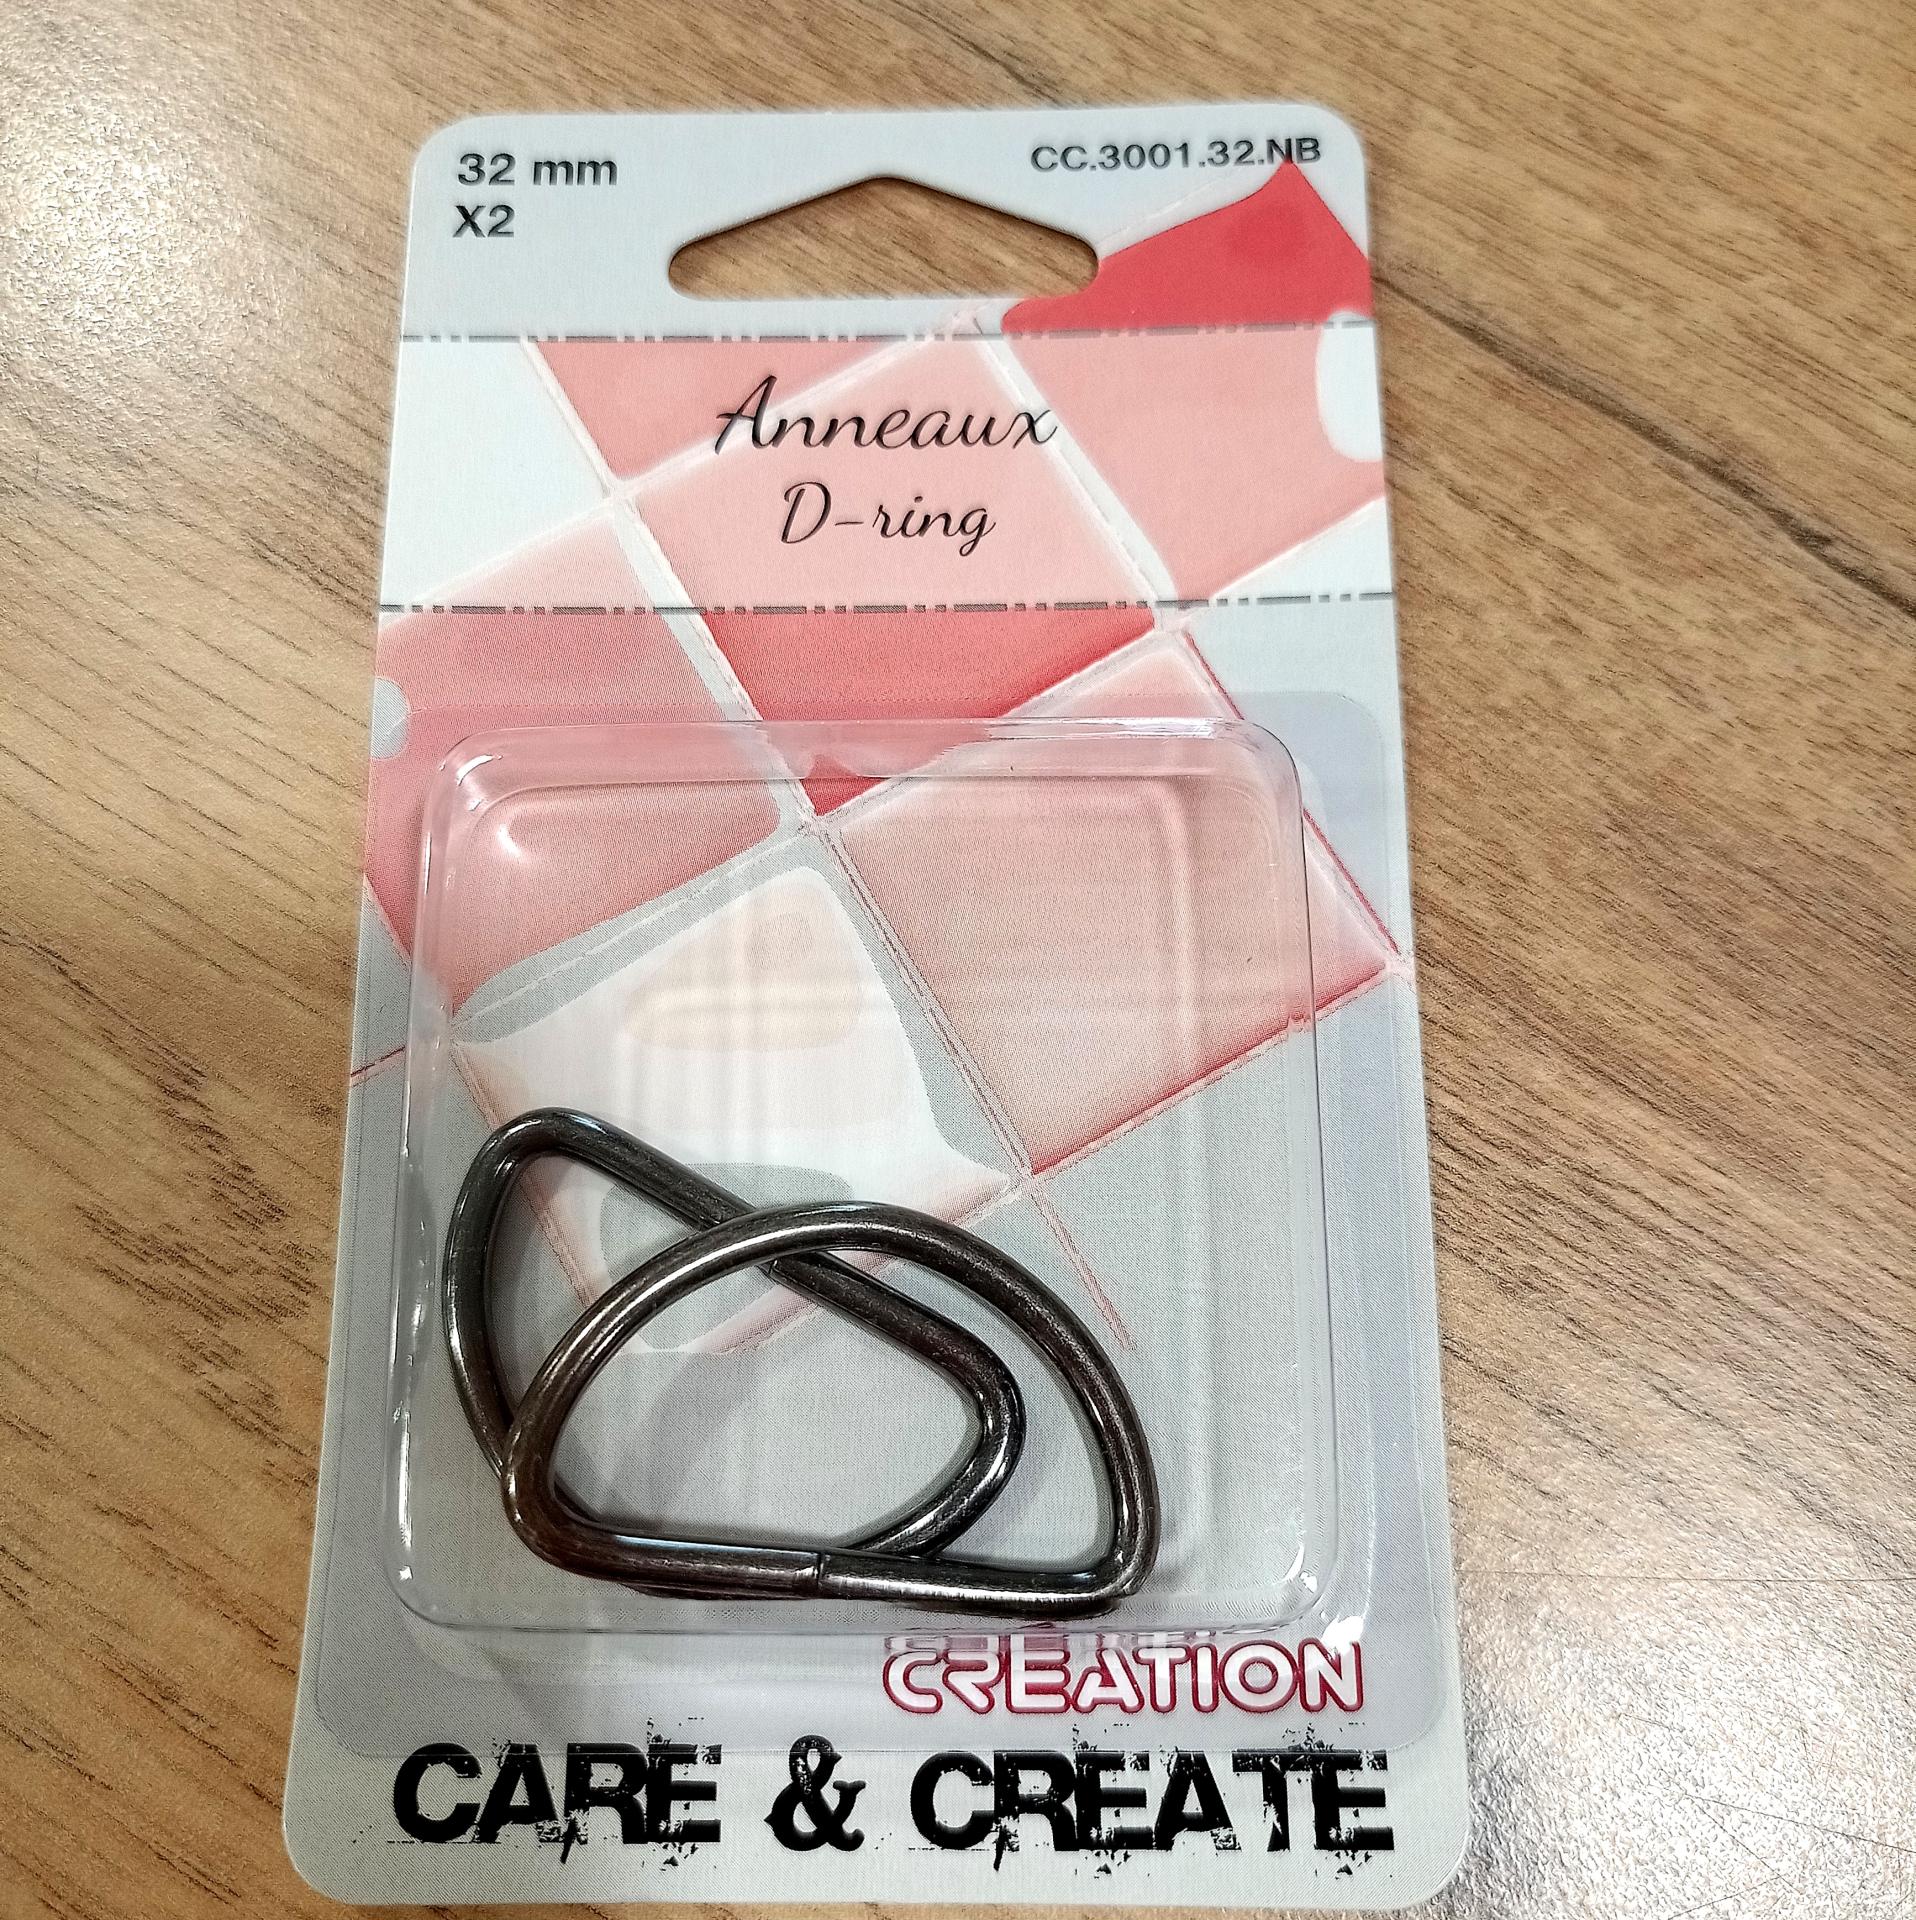 32 mm
X2
CC.3001.32.NB
Anneaux
D-ring
CREATION
CARE & CREATE